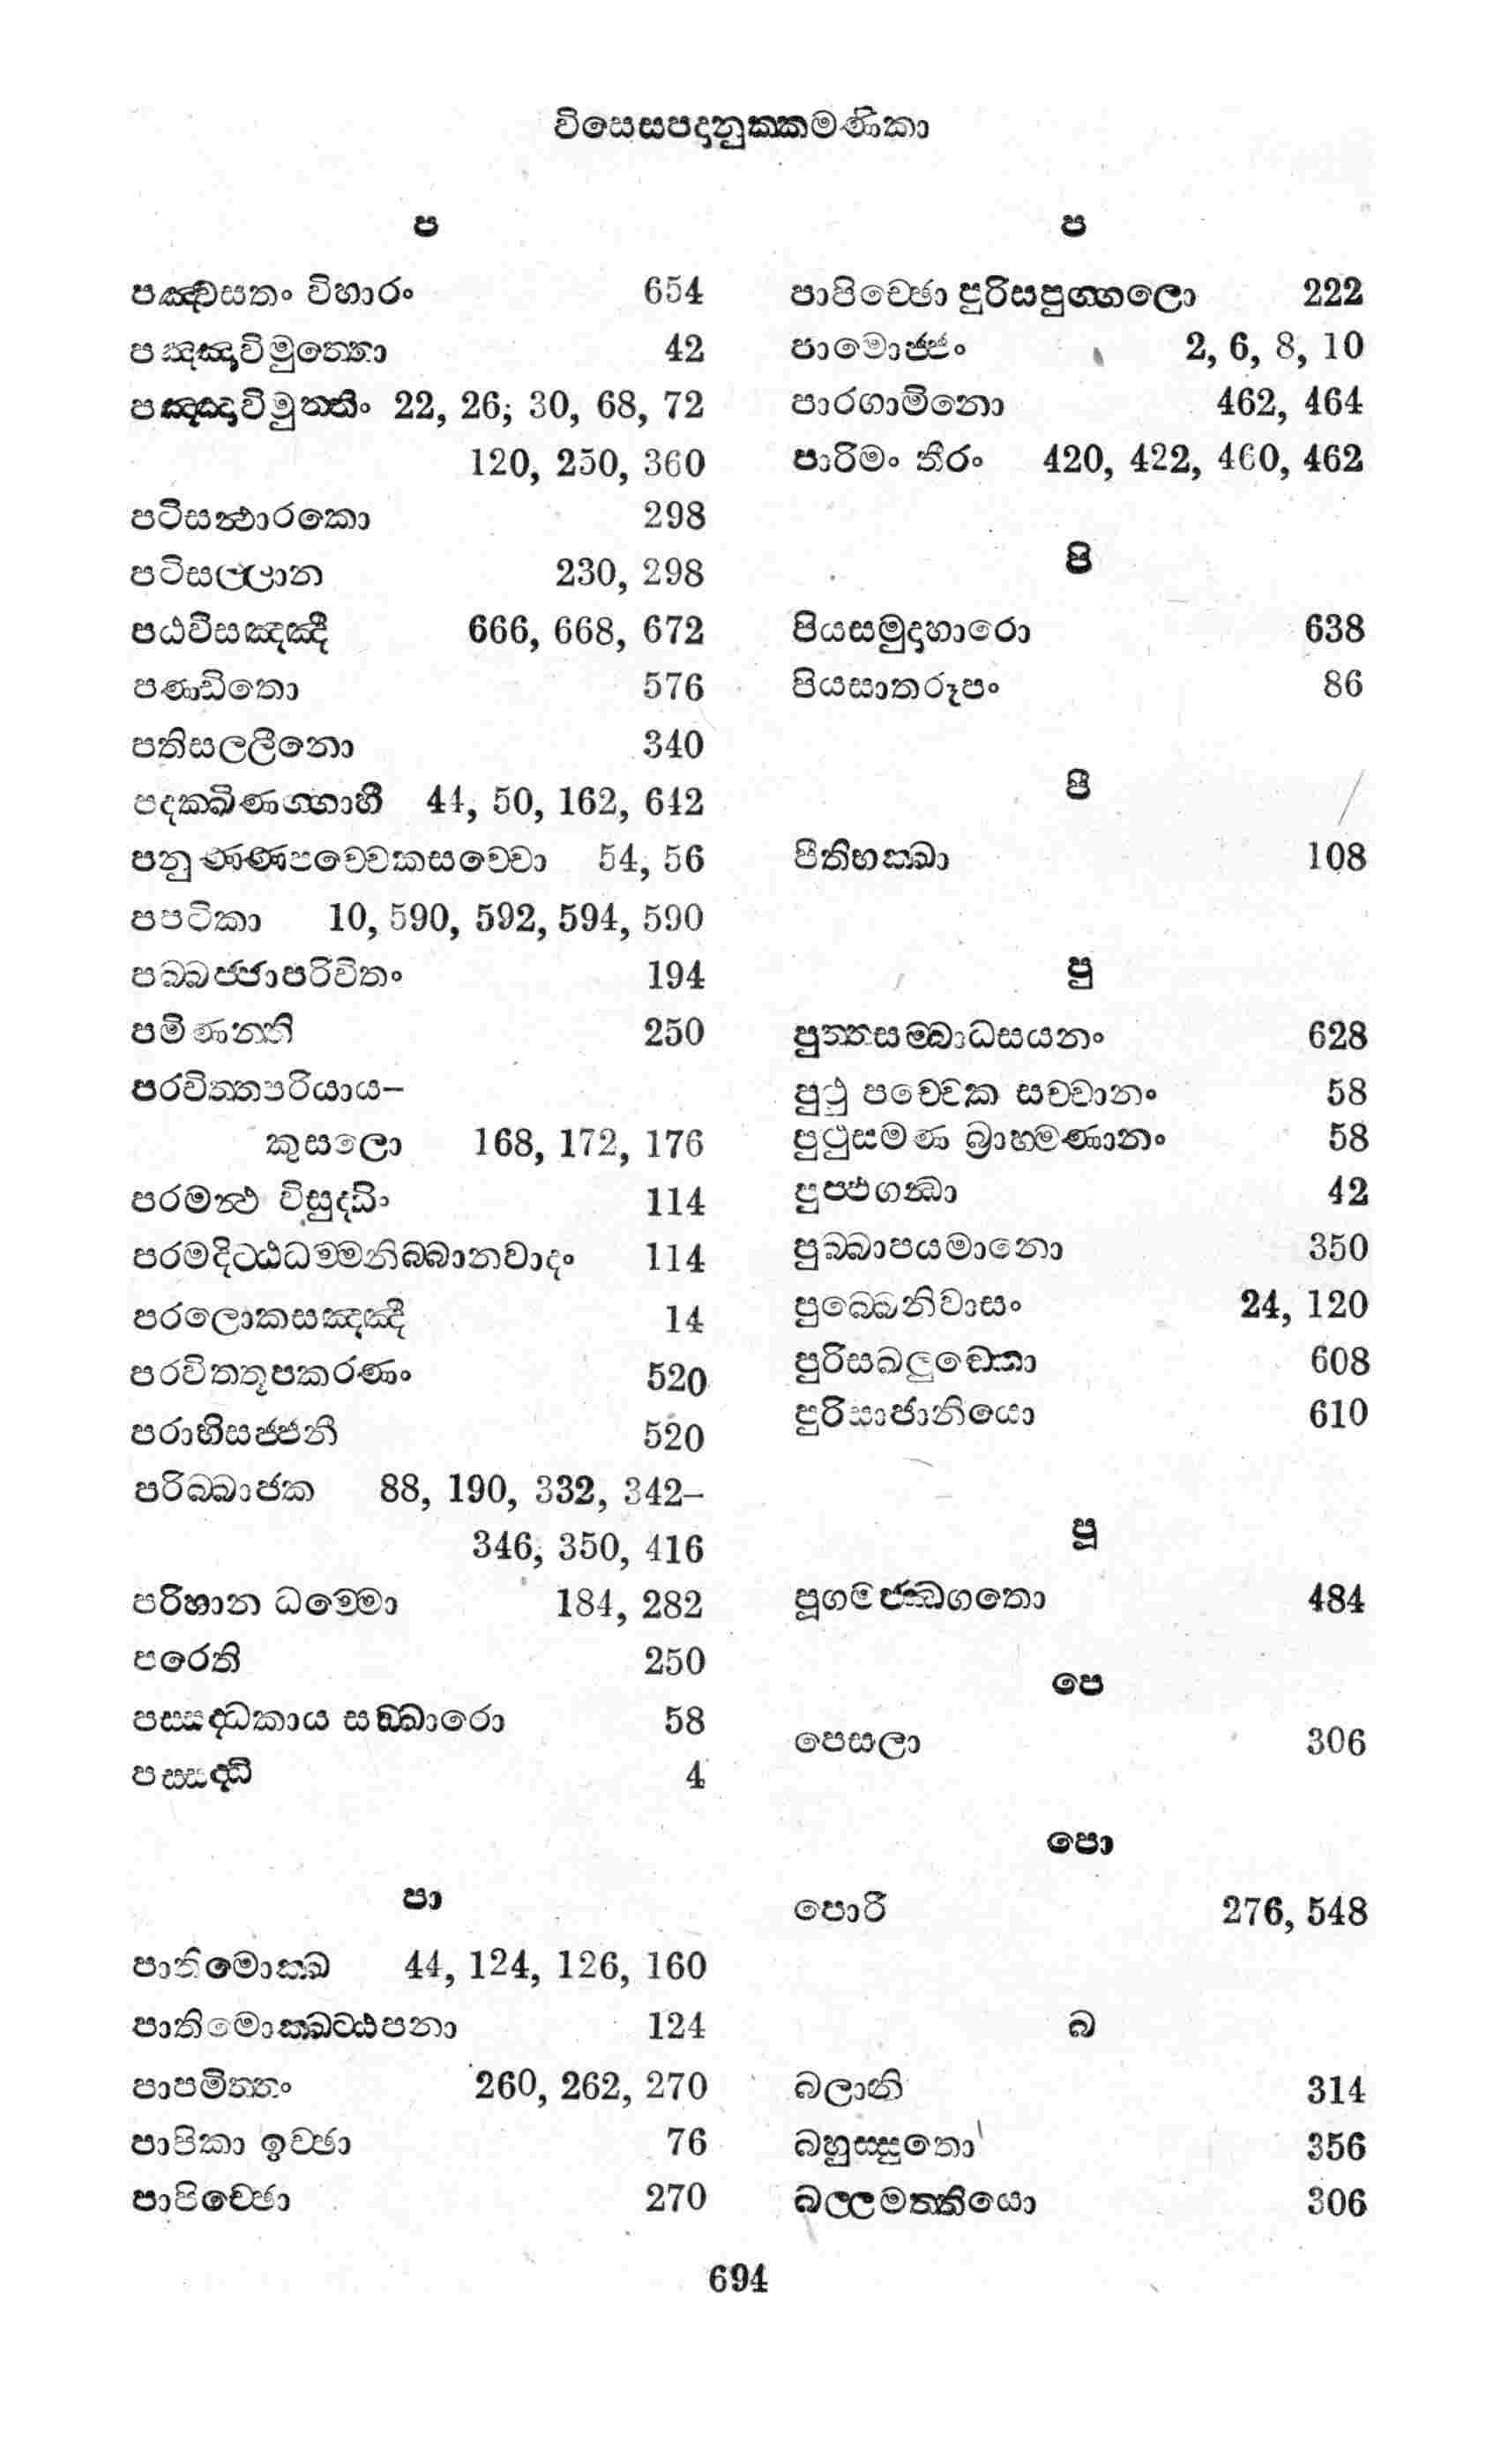 විසෙසපදානුක්කමණිකා
ප
පඤ්චසතං විහාරං 654
පඤ්ඤාවිමුත්තො 42
පඤ්ඤාවිමුත්තිං 22, 26, 30, 68, 72
120, 250, 360
පටිසන්ථාරකො 298
පටිසල්ලාන 230, 298
පඨවිසඤ්ඤී 666, 668, 672
පණ්ඩිතො 576
පතිසල්ලීනො 340
පදක්ඛිණග්ගාහී 44, 50, 162, 642
පනුණ්ණපච්චෙකසච්චො 54, 56
පපටිකා 10, 590, 592, 594, 590
පබ්බජ්ජාපරිවිතං 194
පමිණන්ති 250
පරචිත්තපරියාය–
කුසලො 168, 172, 176
පරමත්ථ විසුද්ධිං 114
පරමදිට්ඨධම්මනිබ්බානවාදං 114
පරලොකසඤ්ඤී 14
පරවිත්තූපකරණං 520
පරාභිසජ්ජනී 520
පරිබ්බාජක 88, 190, 332, 342–
346, 350, 416
පරිහාන ධම්මො 184, 282
පරෙති 250
පස්සද්ධකාය සඞ්ඛාරො 58
පස්සද්ධි 4
පා
පාතිමොක්ඛ 44, 124, 126, 160
පාතිමොක්ඛට්ඨපනා 124
පාපමිත්තං 260, 262, 270
පාපිකා ඉච්ඡා 76
පාපිච්ඡො 270
ප
පාපිච්ඡො පුරිසපුග්ගලො 222
පාමොජ්ජං 2, 6, 8, 10
පාරගාමිනො 462, 464
පාරිමං තීරං 420, 422, 460, 462
පි
පියසමුදාහාරො 638
පියසාතරූපං 86
පී
පීතිභක්ඛා 108
පු
පුත්තසම්බාධසයනං 628
පුථු පච්චෙක සච්චානං 58
පුථුසමණ බ්‍රාහ්මණානං 58
පුප්ඵගන්ධා 42
පුබ්බාපයමානො 350
පුබ්බෙනිවාසං 24, 120
පුරිසඛලුඞ්කො 608
පුරිසාජානියො 610
පූ
පූගමජ්ඣගතො 484
පෙ
පෙසලා 306
පො
පොරී 276, 548
බ
බලානි 314
බහුස්සුතො 356
බල්ලමත්තියො 306
694